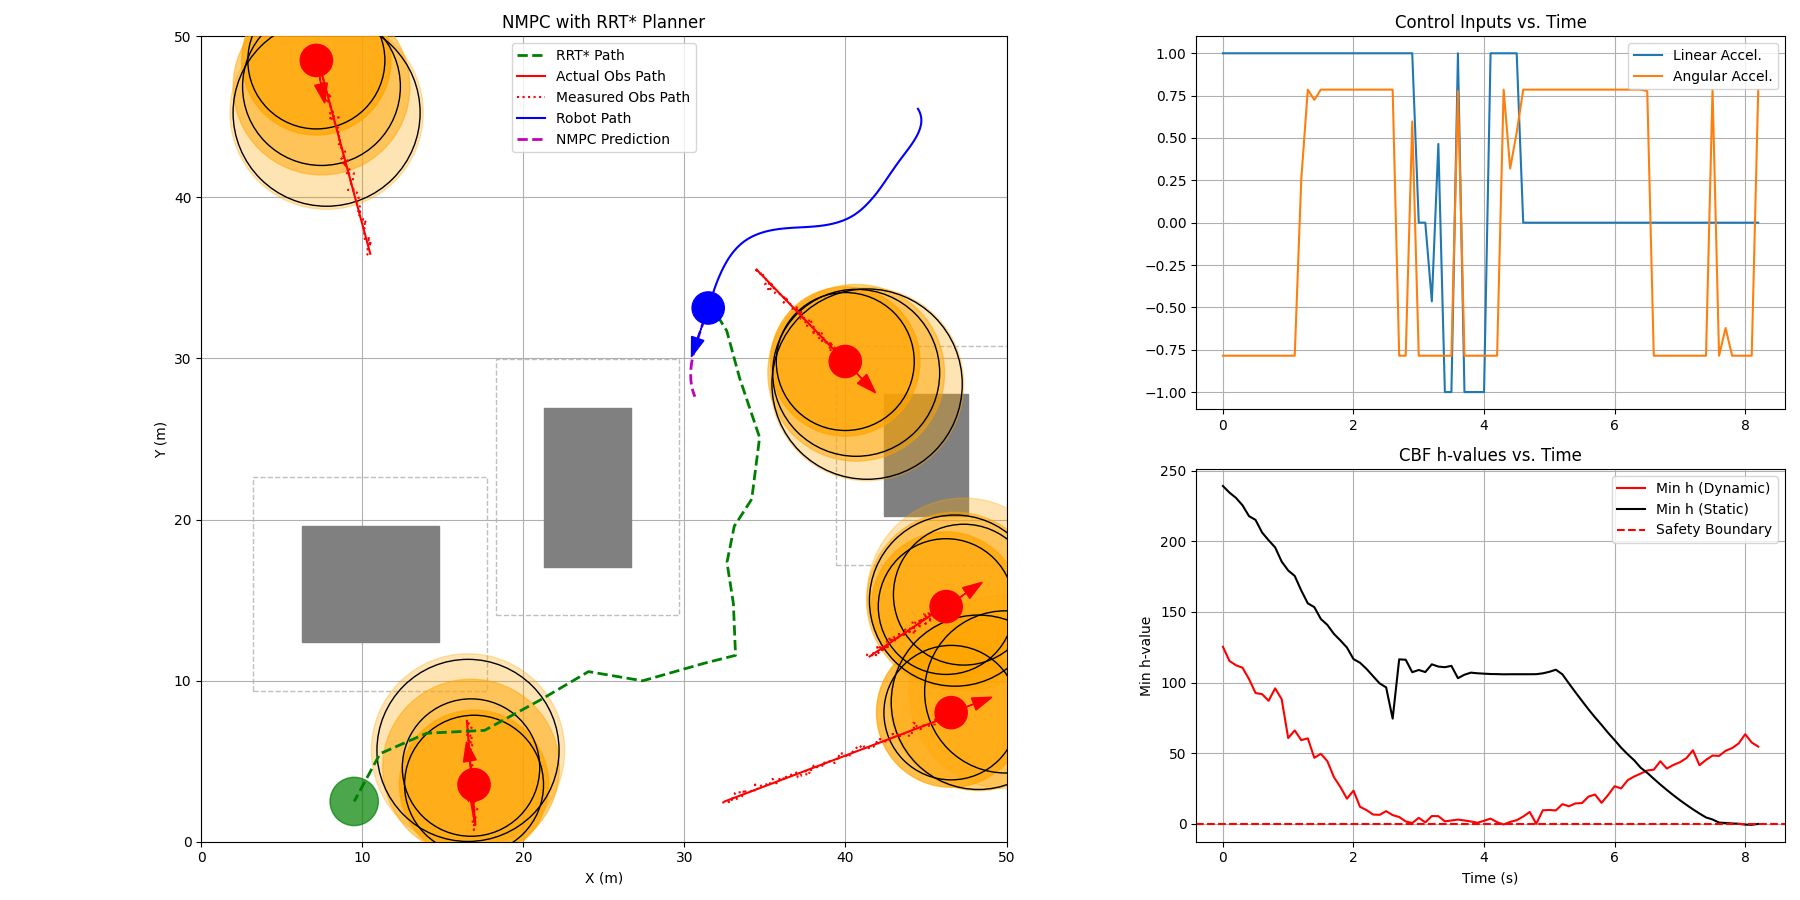 NMPC with RRT* Planner
RRT* Path
Actual Obs Path
Measured Obs Path
Robot Path
NMPC Prediction
50
40
30
20
10
0
Y (m)
0 10 20 30 40 50
X (m)
Control Inputs vs. Time
Linear Accel.
Angular Accel.
1.00
0.75
0.50
0.25
0.00
−0.25
−0.50
−0.75
−1.00
0 2 4 6 8
CBF h-values vs. Time
Min h (Dynamic)
Min h (Static)
Safety Boundary
250
200
150
100
50
0
Min h-value
0 2 4 6 8
Time (s)